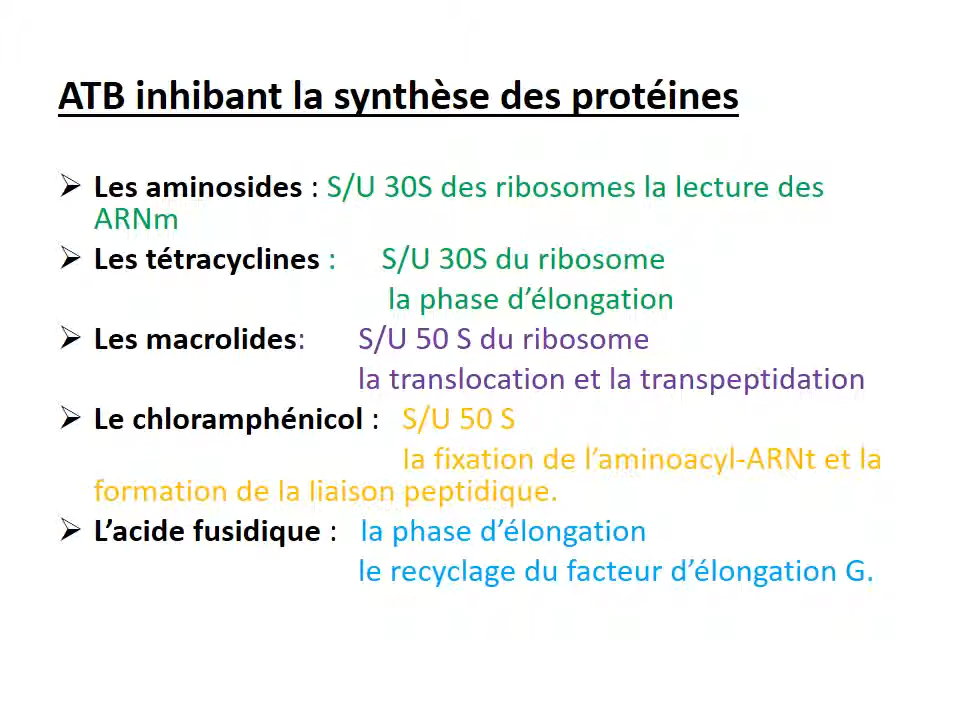 ATB inhibant la synthèse des protéines
➢ Les aminosides : S/U 30S des ribosomes la lecture des
ARNm
➢ Les tétracyclines : S/U 30S du ribosome
la phase d’élongation
➢ Les macrolides: S/U 50 S du ribosome
la translocation et la transpeptidation
➢ Le chloramphénicol : S/U 50 S
la fixation de l’aminoacyl-ARNt et la
formation de la liaison peptidique.
➢ L’acide fusidique : la phase d’élongation
le recyclage du facteur d’élongation G.